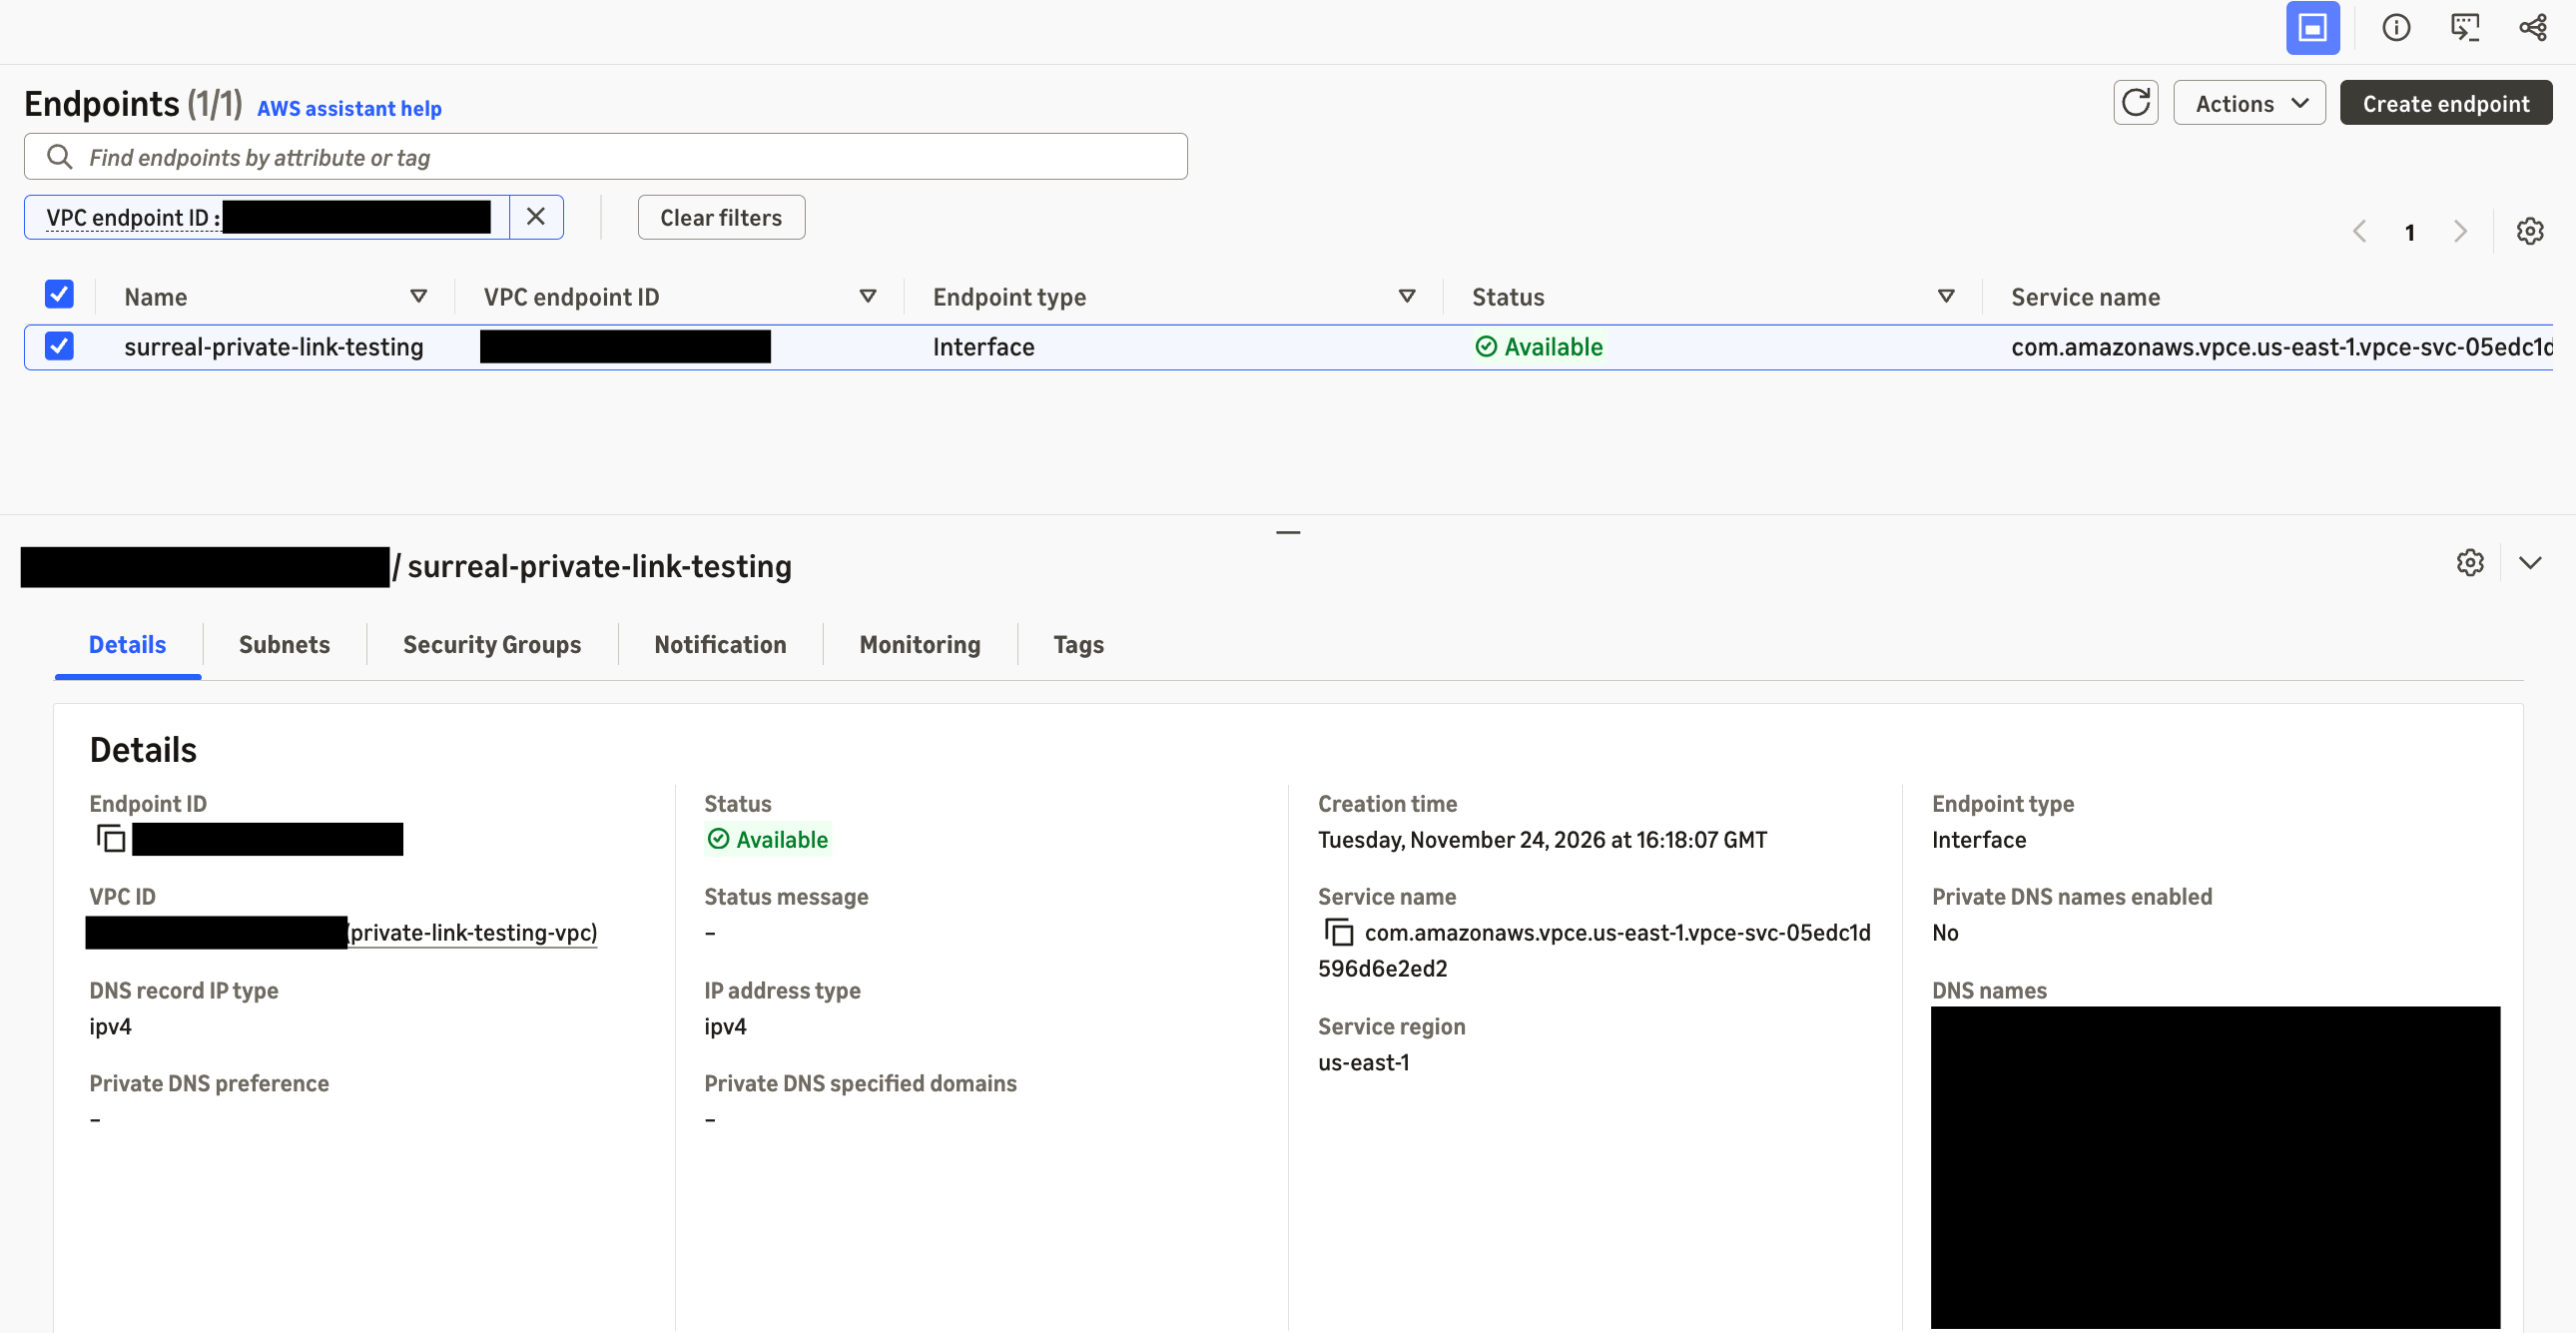 Endpoints (1/1) AWS assistant help
Actions
Create endpoint
Find endpoints by attribute or tag
VPC endpoint ID :
Clear filters
1
Name VPC endpoint ID Endpoint type Status Service name
surreal-private-link-testing Interface Available com.amazonaws.vpce.us-east-1.vpce-svc-05edc1d
/ surreal-private-link-testing
Details Subnets Security Groups Notification Monitoring Tags
Details
Endpoint ID
VPC ID
(private-link-testing-vpc)
DNS record IP type
ipv4
Private DNS preference
–
Status
Available
Status message
–
IP address type
ipv4
Private DNS specified domains
–
Creation time
Tuesday, November 24, 2026 at 16:18:07 GMT
Service name
com.amazonaws.vpce.us-east-1.vpce-svc-05edc1d
596d6e2ed2
Service region
us-east-1
Endpoint type
Interface
Private DNS names enabled
No
DNS names